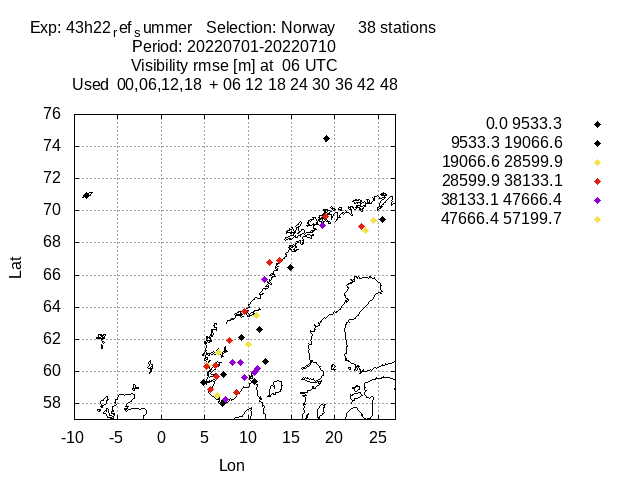 Exp: 43h22ref_summer   Selection: Norway     38 stations
Period: 20220701-20220710
Visibility rmse [m] at  06 UTC
Used  00,06,12,18  + 06 12 18 24 30 36 42 48
0.0 9533.3
9533.3 19066.6
19066.6 28599.9
28599.9 38133.1
38133.1 47666.4
47666.4 57199.7
76
74
72
70
68
66
64
62
60
58
Lat
-10 -5 0 5 10 15 20 25
Lon